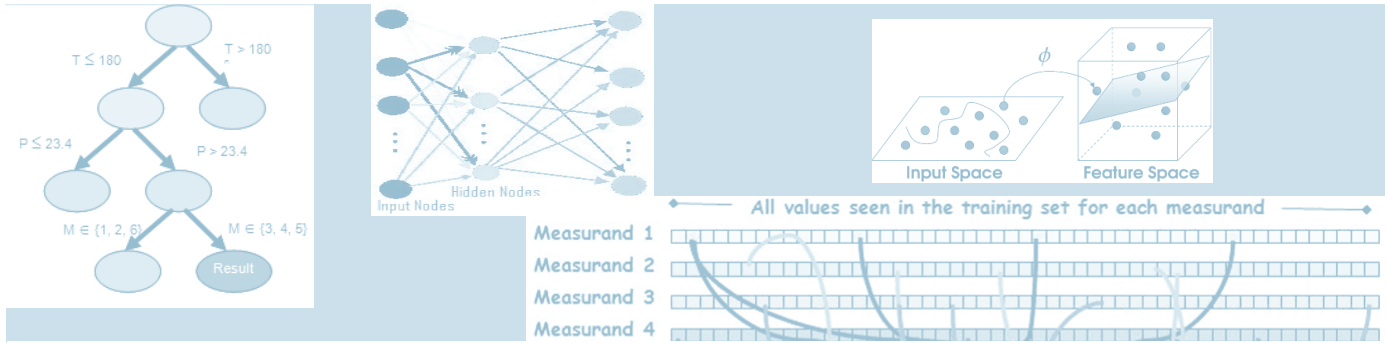 T ≤ 180
T > 180
P ≤ 23.4
P > 23.4
M ∈ {1, 2, 6}
M ∈ {3, 4, 5}
Result
Hidden Nodes
Input Nodes
ϕ
Input Space
Feature Space
All values seen in the training set for each measurand
Measurand 1
Measurand 2
Measurand 3
Measurand 4